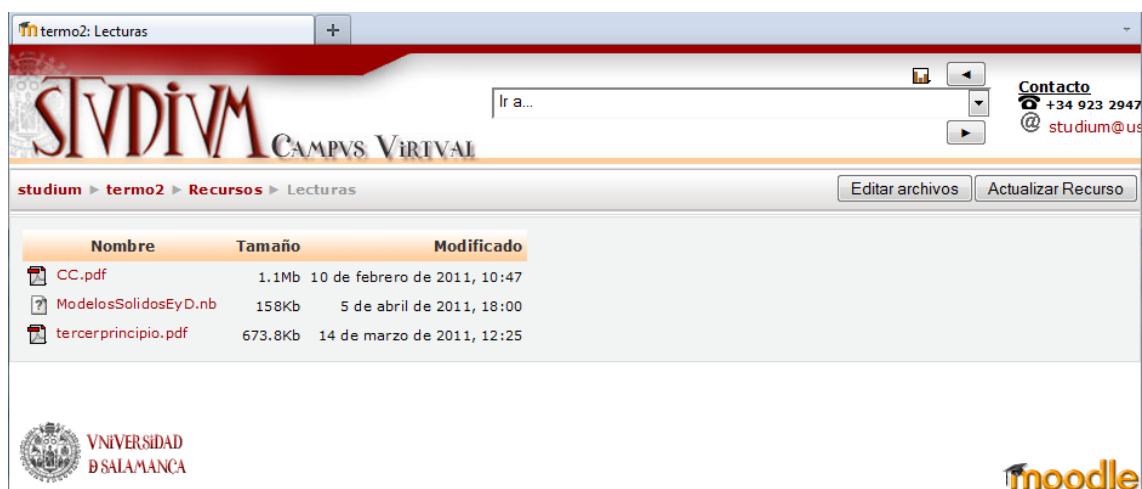 termo2: Lecturas
STVDIVM
CAMPVS VIRTVAL
Ir a...
Contacto
+34 923 2947
studium@us
studium ► termo2 ► Recursos ► Lecturas
Editar archivos Actualizar Recurso
Nombre Tamaño Modificado
CC.pdf 1.1Mb 10 de febrero de 2011, 10:47
ModelosSolidosEyD.nb 158Kb 5 de abril de 2011, 18:00
tercerprincipio.pdf 673.8Kb 14 de marzo de 2011, 12:25
VNiVERSiDAD
D SALAMANCA
moodle